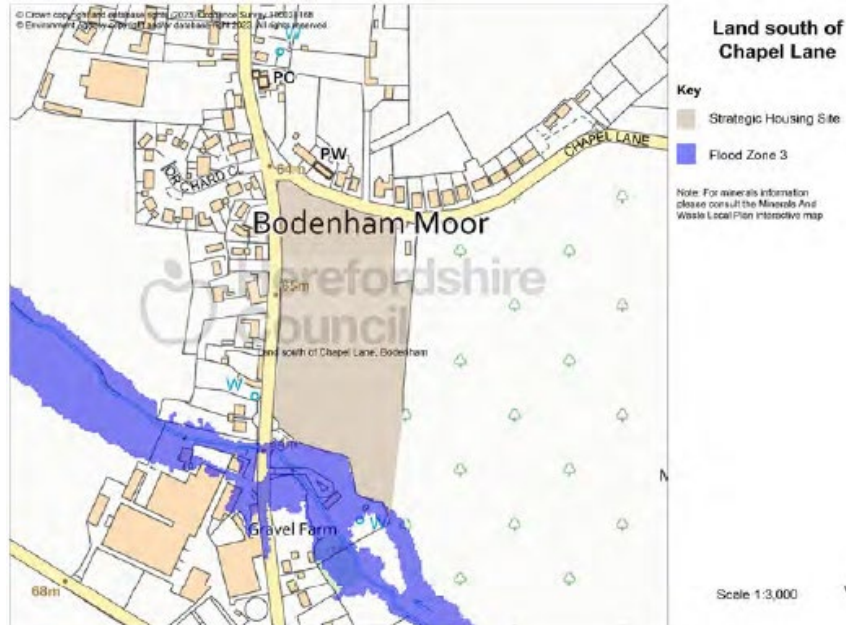 Land south of
Chapel Lane
Key
Strategic Housing Site
Flood Zone 3
Note: For minerals information
please consult the Minerals And
Waste Local Plan interactive map
Scale 1:3,000
W
PO
PW
CHAPEL LANE
64m
ORCHARD CL
Bodenham Moor
Herefordshire
Council
65m
Land south of Chapel Lane, Bodenham
W
Gravel Farm
W
68m